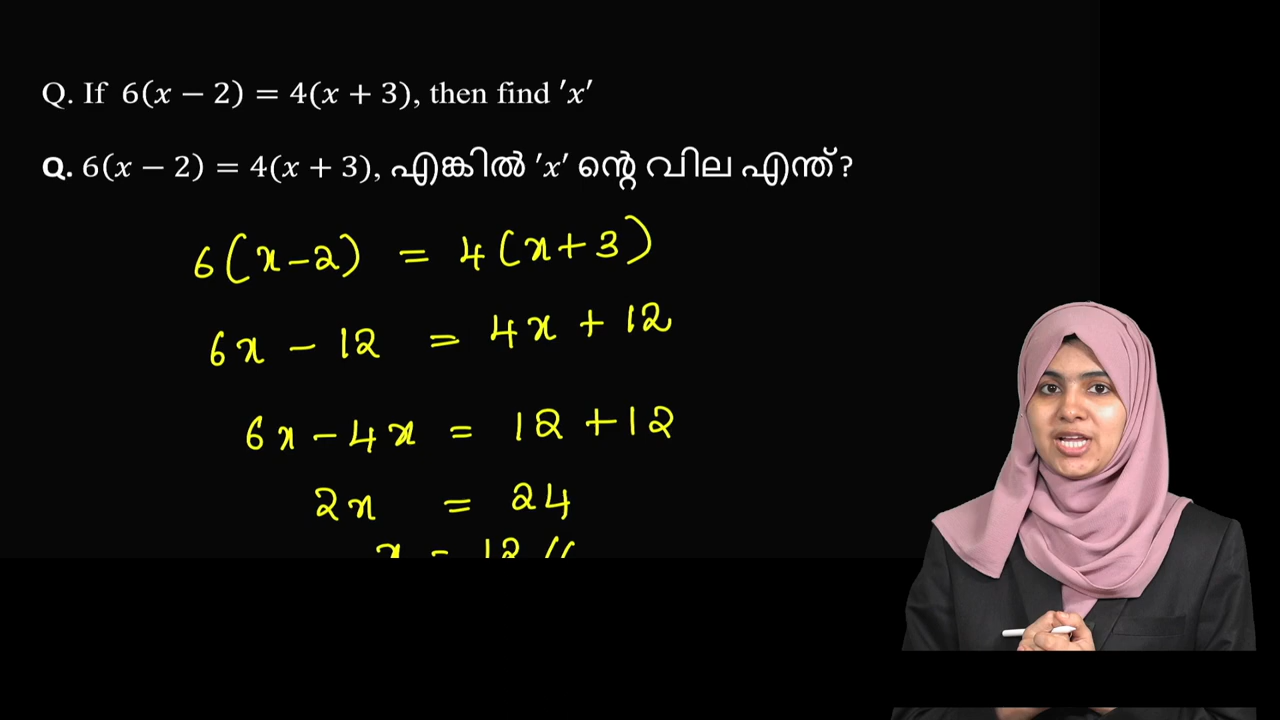 Q. If 6(x − 2) = 4(x + 3), then find ′x′
Q. 6(x − 2) = 4(x + 3), എങ്കിൽ ′x′ ന്റെ വില എന്ത്?
6(x-2) = 4(x+3)
6x - 12 = 4x + 12
6x - 4x = 12 + 12
2x = 24
x = 12 //